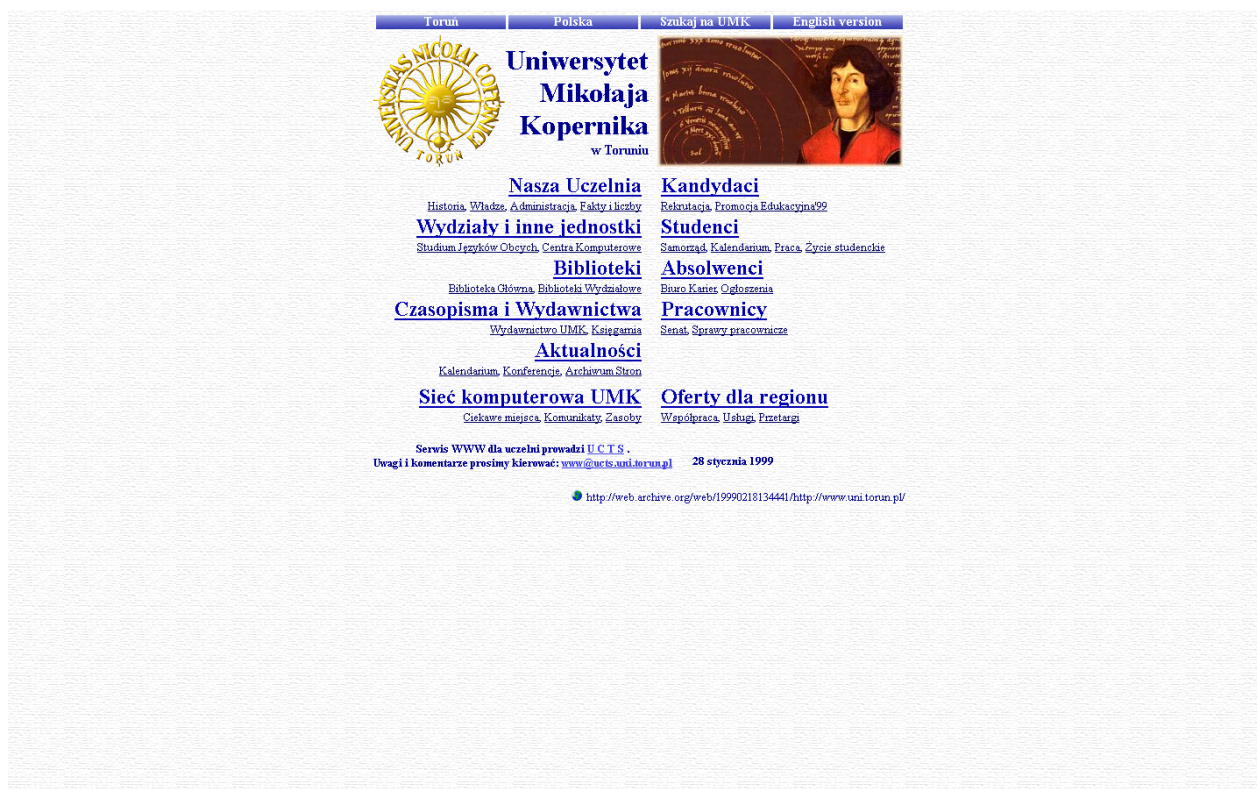 Toruń Polska Szukaj na UMK English version
UNIVERSITAS NICOLAI COPERNICI
TORUŃ
Uniwersytet
Mikołaja
Kopernika
w Toruniu
Sol
Nasza Uczelnia
Historia, Władze, Administracja, Fakty i liczby
Wydziały i inne jednostki
Studium Języków Obcych, Centra Komputerowe
Biblioteki
Biblioteka Główna, Biblioteki Wydziałowe
Czasopisma i Wydawnictwa
Wydawnictwo UMK, Księgarnia
Aktualności
Kalendarium, Konferencje, Archiwum Stron
Sieć komputerowa UMK
Ciekawe miejsca, Komunikaty, Zasoby
Kandydaci
Rekrutacja, Promocja Edukacyjna'99
Studenci
Samorząd, Kalendarium, Praca, Życie studenckie
Absolwenci
Biuro Karier, Ogłoszenia
Pracownicy
Senat, Sprawy pracownicze
Oferty dla regionu
Współpraca, Usługi, Przetargi
Serwis WWW dla uczelni prowadzi U C T S .
Uwagi i komentarze prosimy kierować: www@ucts.uni.torun.pl
28 stycznia 1999
http://web.archive.org/web/19990218134441/http://www.uni.torun.pl/